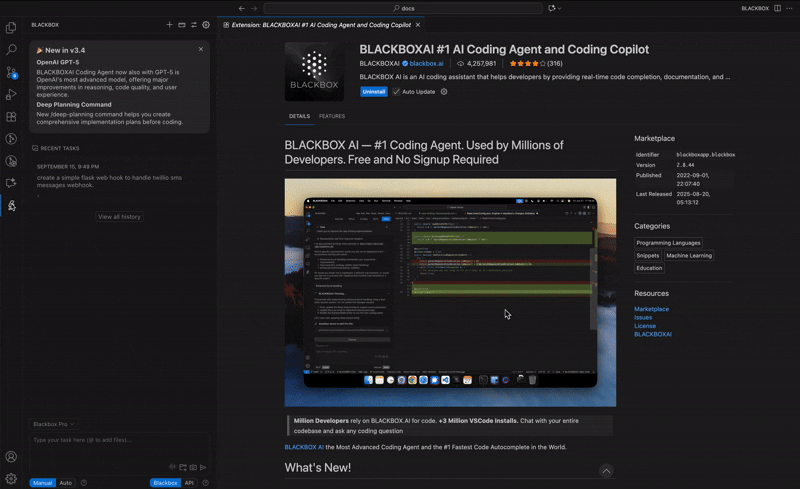 docs
BLACKBOX
BLACKBOX
Extension: BLACKBOXAI #1 AI Coding Agent and Coding Copilot
New in v3.4
OpenAI GPT-5
BLACKBOXAI Coding Agent now also with GPT-5 is
OpenAI's most advanced model, offering major
improvements in reasoning, code quality, and user
experience.
Deep Planning Command
New /deep-planning command helps you create
comprehensive implementation plans before coding.
RECENT TASKS
SEPTEMBER 15, 9:49 PM
create a simple flask web hook to handle twillio sms
messages webhook.
View all history
Blackbox Pro
Type your task here (@ to add files)...
Manual
Auto
Blackbox
API
BLACKBOX
BLACKBOXAI #1 AI Coding Agent and Coding Copilot
BLACKBOXAI
blackbox.ai
4,257,981
(316)
BLACKBOX AI is an AI coding assistant that helps developers by providing real-time code completion, documentation, and ...
Uninstall
Auto Update
DETAILS
FEATURES
BLACKBOX AI — #1 Coding Agent. Used by Millions of
Developers. Free and No Signup Required
Million Developers rely on BLACKBOX.AI for code. +3 Million VSCode Installs. Chat with your entire
codebase and ask any coding question
BLACKBOX AI the Most Advanced Coding Agent and the #1 Fastest Code Autocomplete in the World.
What's New!
Marketplace
Identifier blackboxapp.blackbox
Version 2.8.44
Published 2022-09-01,
22:07:40
Last Released 2025-08-20,
05:13:12
Categories
Programming Languages
Snippets
Machine Learning
Education
Resources
Marketplace
Issues
License
BLACKBOXAI